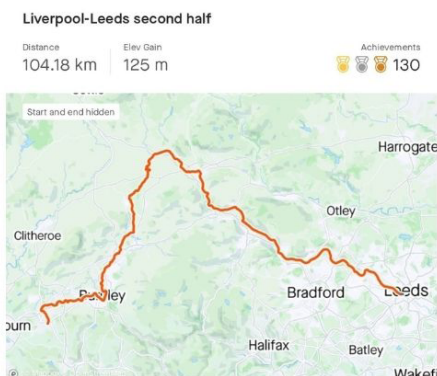 Liverpool-Leeds second half
Distance
Elev Gain
Achievements
104.18 km
125 m
130
Start and end hidden
Harrogate
Otley
Clitheroe
Bradford
Leeds
Halifax
Batley